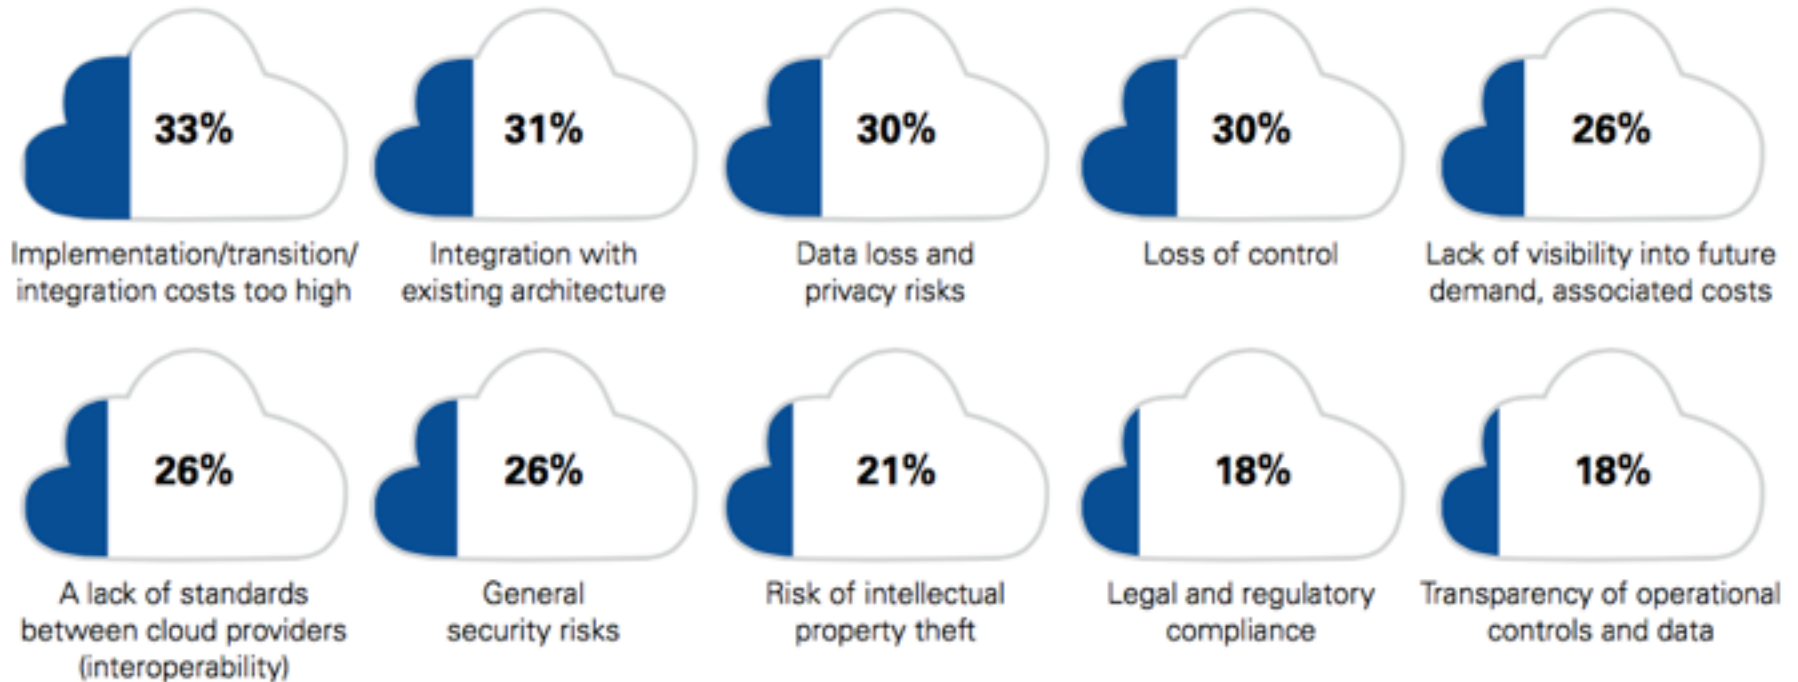 33%
31%
30%
30%
26%
Implementation/transition/
integration costs too high
Integration with
existing architecture
Data loss and
privacy risks
Loss of control
Lack of visibility into future
demand, associated costs
26%
26%
21%
18%
18%
A lack of standards
between cloud providers
(interoperability)
General
security risks
Risk of intellectual
property theft
Legal and regulatory
compliance
Transparency of operational
controls and data